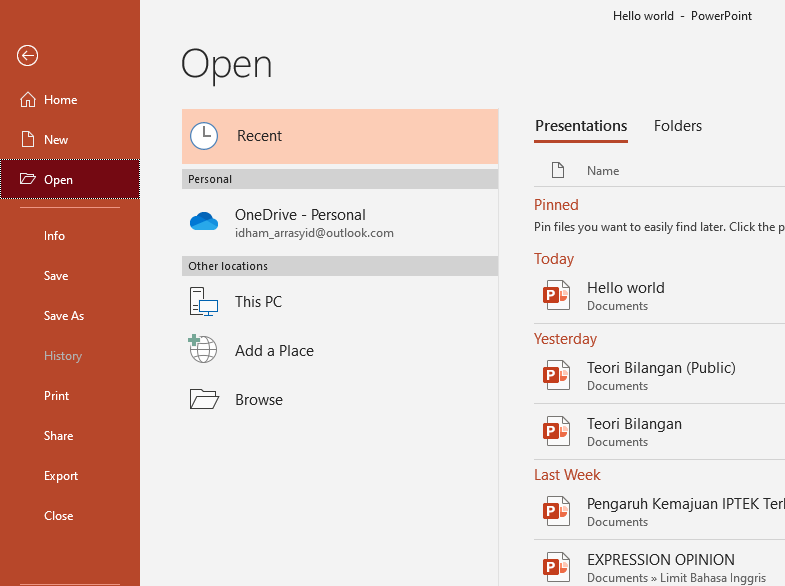 Hello world - PowerPoint
Home
New
Open
Info
Save
Save As
History
Print
Share
Export
Close
Open
Recent
Personal
OneDrive - Personal
idham_arrasyid@outlook.com
Other locations
This PC
Add a Place
Browse
Presentations Folders
Name
Pinned
Pin files you want to easily find later. Click the p
Today
Hello world
Documents
Yesterday
Teori Bilangan (Public)
Documents
Teori Bilangan
Documents
Last Week
Pengaruh Kemajuan IPTEK Ter
Documents
EXPRESSION OPINION
Documents » Limit Bahasa Inggris